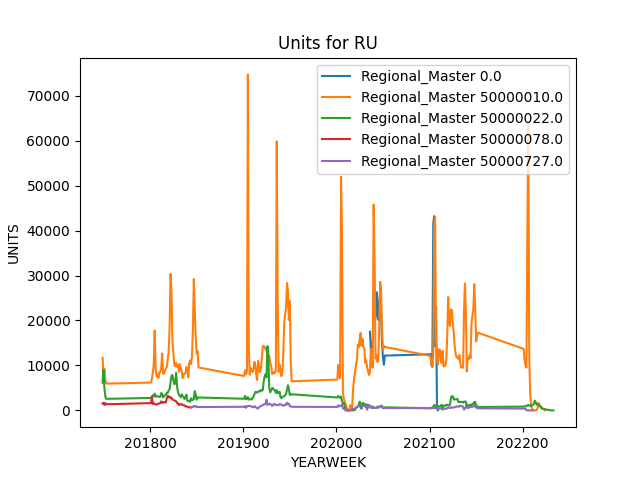 Units for RU
Regional_Master 0.0
Regional_Master 50000010.0
Regional_Master 50000022.0
Regional_Master 50000078.0
Regional_Master 50000727.0
70000
60000
50000
40000
30000
20000
10000
0
UNITS
201800
201900
202000
202100
202200
YEARWEEK